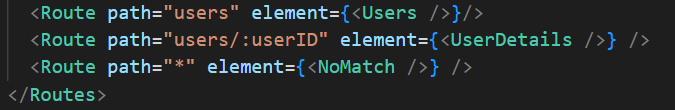 <Route path="users" element={<Users />}/>
<Route path="users/:userID" element={<UserDetails />} />
<Route path="*" element={<NoMatch />} />
</Routes>